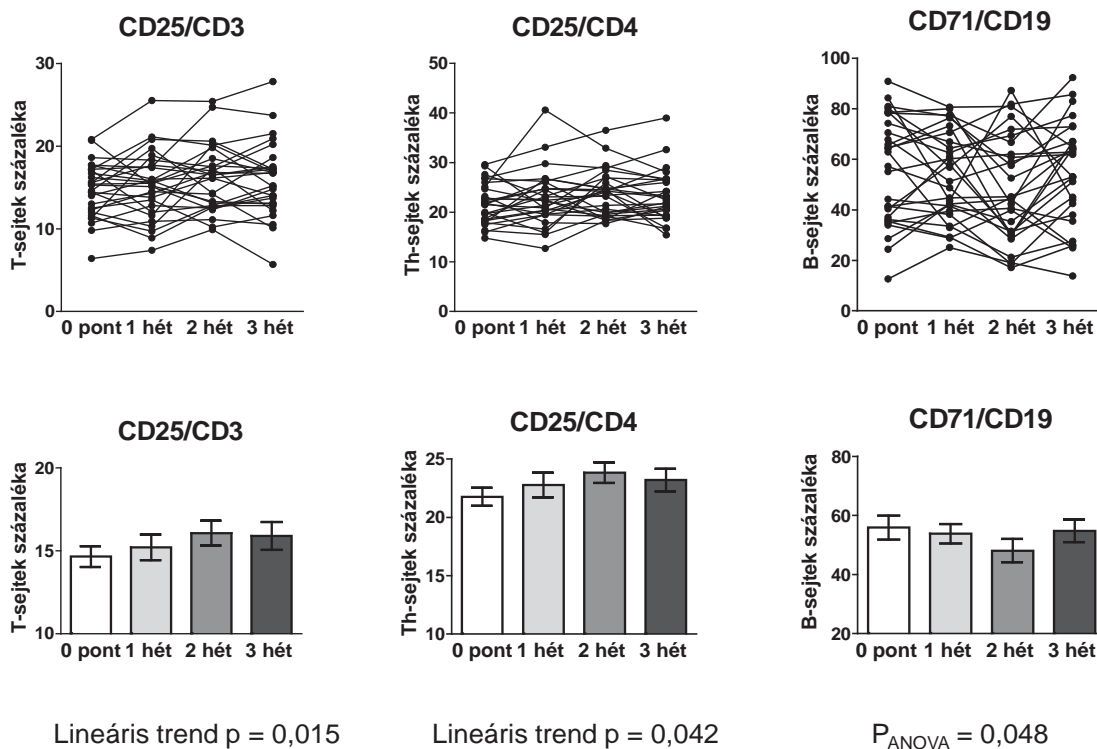 CD25/CD3
T-sejtek százaléka
30
20
10
0
0 pont 1 hét 2 hét 3 hét
CD25/CD4
Th-sejtek százaléka
50
40
30
20
10
0
0 pont 1 hét 2 hét 3 hét
CD71/CD19
B-sejtek százaléka
100
80
60
40
20
0
0 pont 1 hét 2 hét 3 hét
CD25/CD3
T-sejtek százaléka
20
15
10
0 pont 1 hét 2 hét 3 hét
CD25/CD4
Th-sejtek százaléka
25
20
25
15
10
0 pont 1 hét 2 hét 3 hét
CD71/CD19
B-sejtek százaléka
80
60
40
20
0 pont 1 hét 2 hét 3 hét
Lineáris trend p = 0,015
Lineáris trend p = 0,042
PANOVA = 0,048